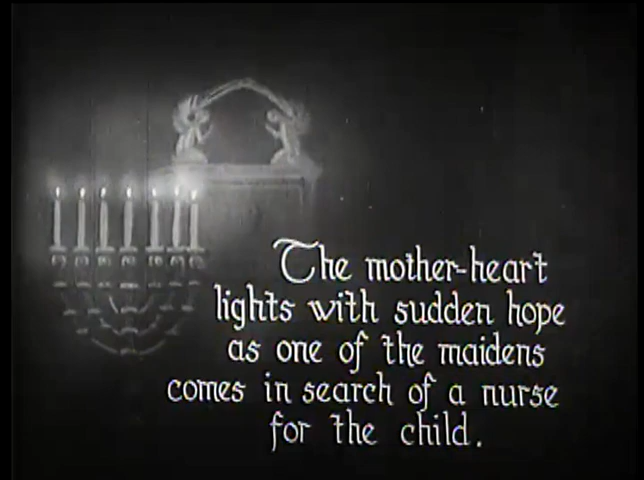 The mother-heart
lights with sudden hope
as one of the maidens
comes in search of a nurse
for the child.